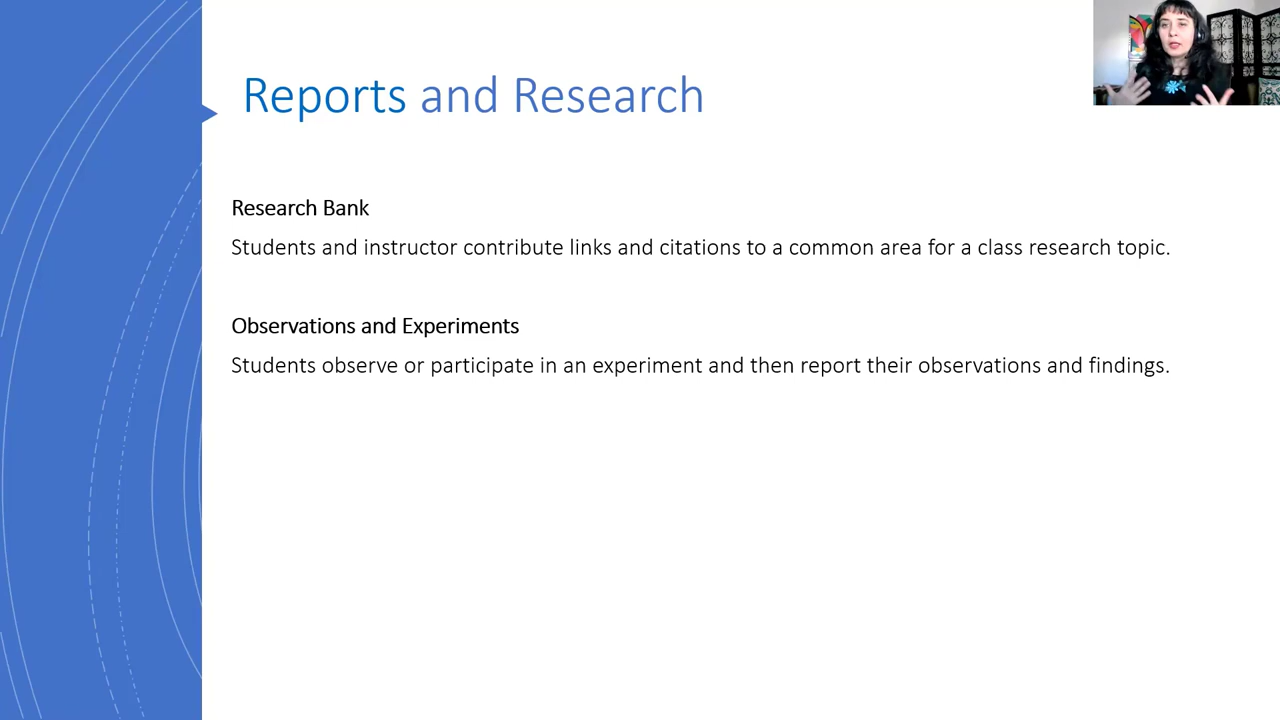 Reports and Research
Research Bank
Students and instructor contribute links and citations to a common area for a class research topic.
Observations and Experiments
Students observe or participate in an experiment and then report their observations and findings.